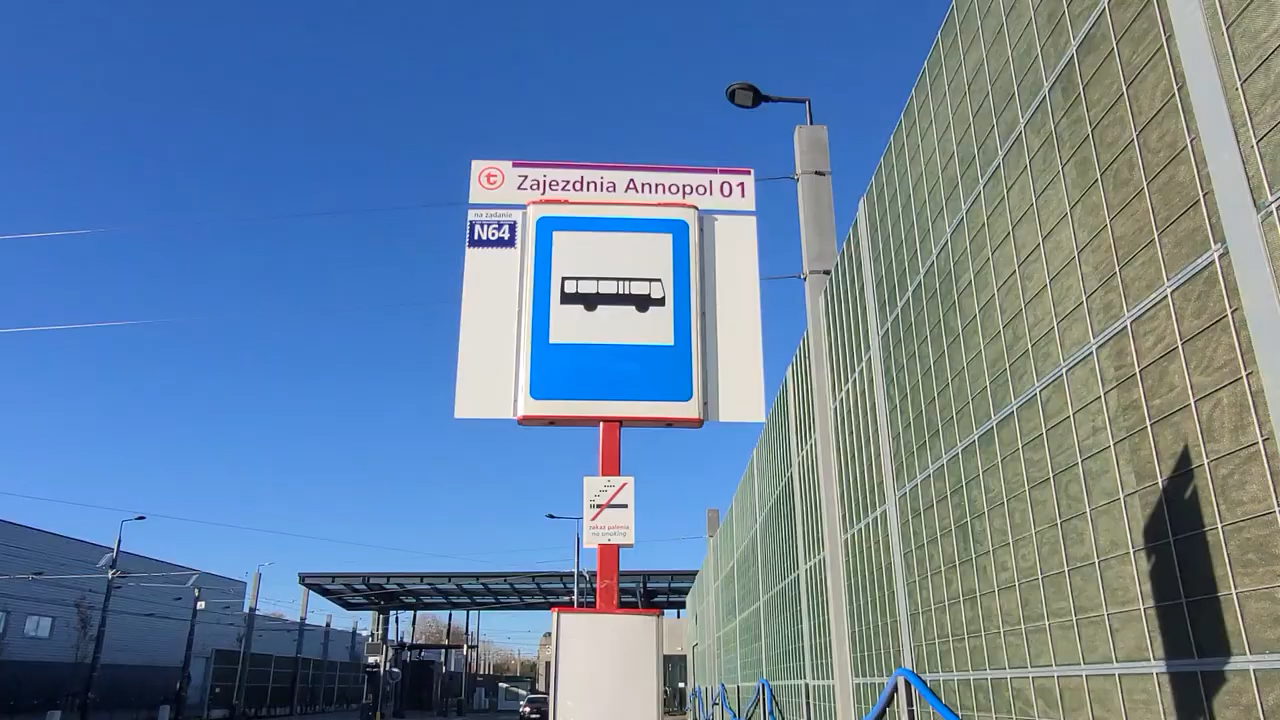 t Zajezdnia Annopol 01
na żądanie
N64
zakaz palenia
no smoking